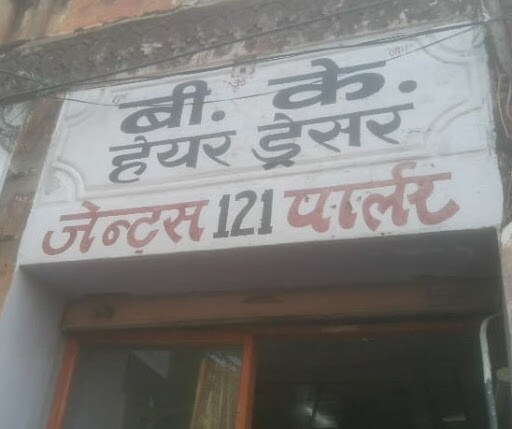 बी. के.
हेयर ड्रेसर
जेन्ट्स 121 पार्लर